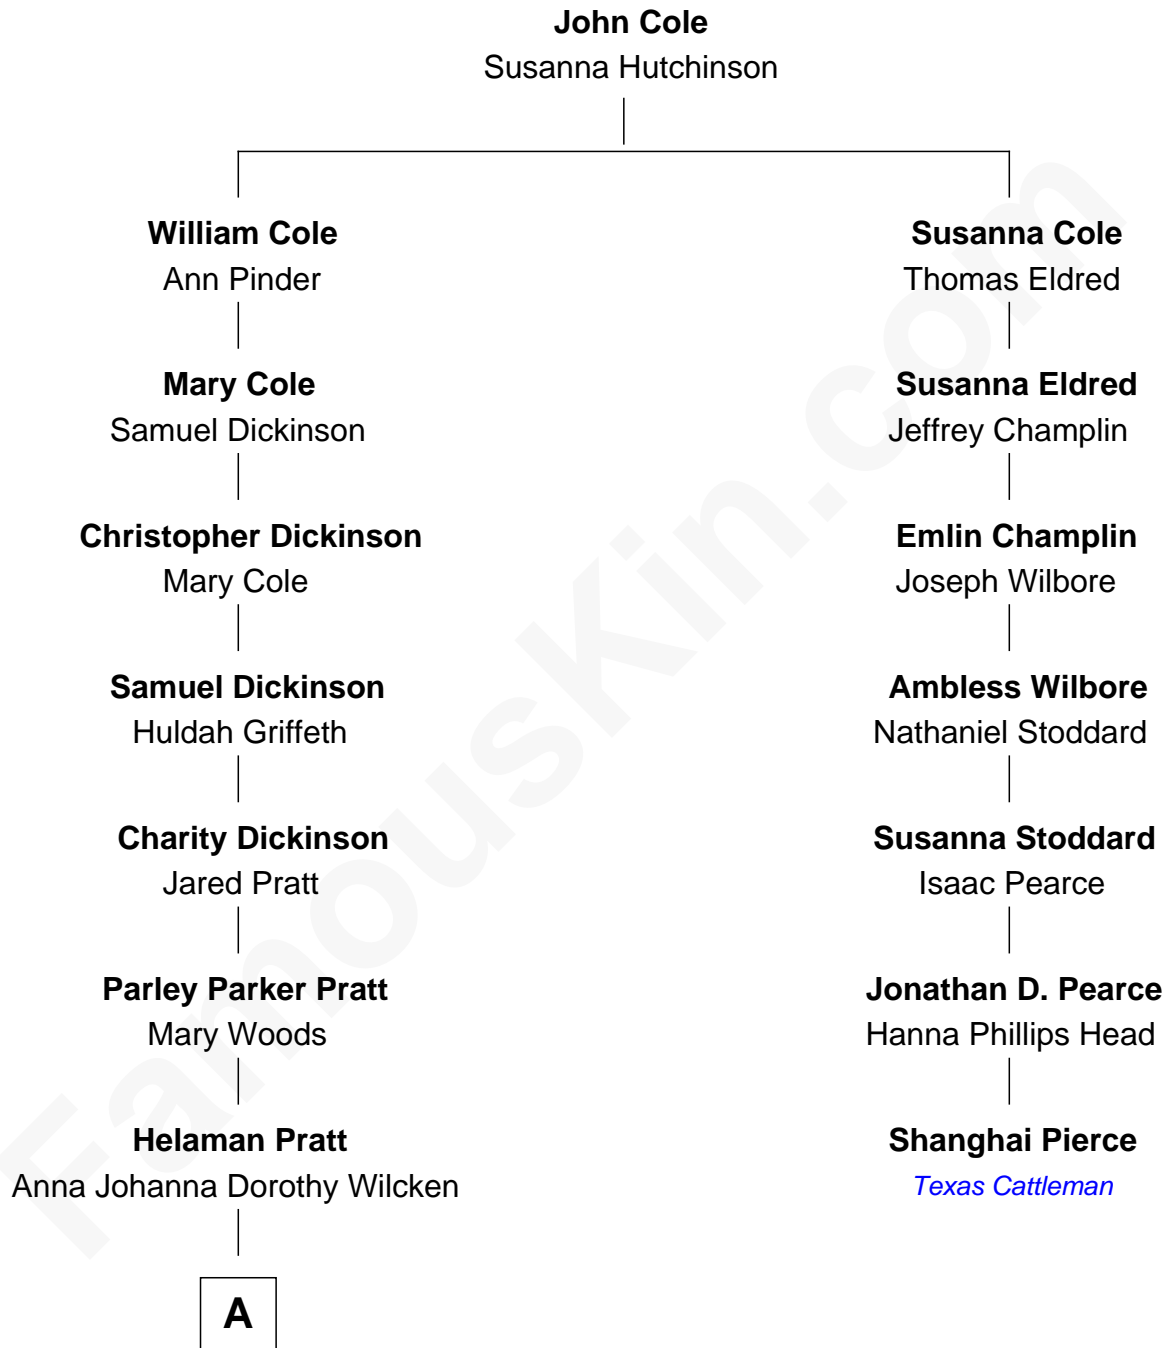 John Cole
Susanna Hutchinson
William Cole
Ann Pinder
Mary Cole
Samuel Dickinson
Christopher Dickinson
Mary Cole
Samuel Dickinson
Huldah Griffeth
Charity Dickinson
Jared Pratt
Parley Parker Pratt
Mary Woods
Helaman Pratt
Anna Johanna Dorothy Wilcken
A
Susanna Cole
Thomas Eldred
Susanna Eldred
Jeffrey Champlin
Emlin Champlin
Joseph Wilbore
Ambless Wilbore
Nathaniel Stoddard
Susanna Stoddard
Isaac Pearce
Jonathan D. Pearce
Hanna Phillips Head
Shanghai Pierce
Texas Cattleman
FamousKin.com